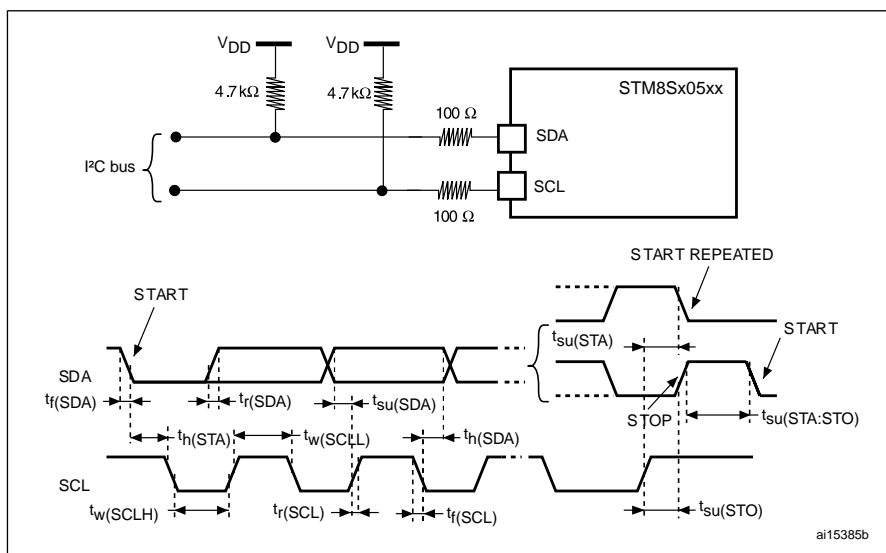 VDD VDD
4.7kΩ 4.7kΩ
STM8Sx05xx
100 Ω
SDA
I²C bus
SCL
100 Ω
START REPEATED
START
tsu(STA)
START
SDA
tf(SDA) tr(SDA) tsu(SDA)
STOP
tsu(STA:STO)
th(STA) tw(SCLL) th(SDA)
SCL
tw(SCLH) tr(SCL) tf(SCL) tsu(STO)
ai15385b